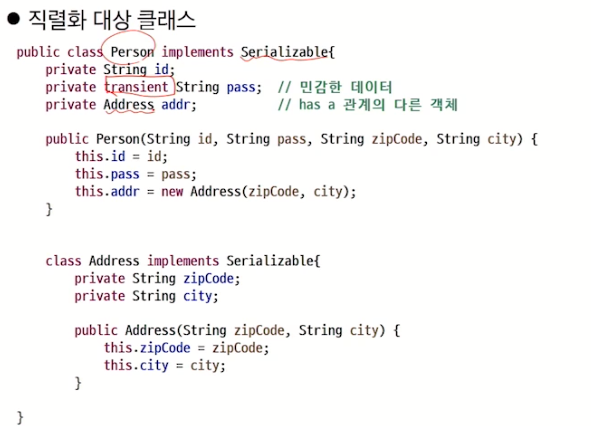 ● 직렬화 대상 클래스
public class Person implements Serializable{
private String id;
private transient String pass; // 민감한 데이터
private Address addr; // has a 관계의 다른 객체
public Person(String id, String pass, String zipCode, String city) {
this.id = id;
this.pass = pass;
this.addr = new Address(zipCode, city);
}
class Address implements Serializable{
private String zipCode;
private String city;
public Address(String zipCode, String city) {
this.zipCode = zipCode;
this.city = city;
}
}